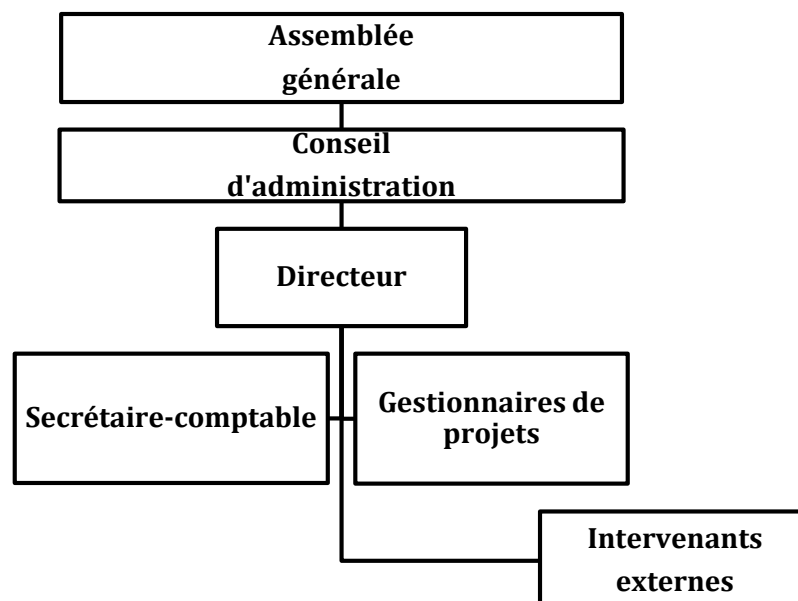 Assemblée
générale
Conseil
d'administration
Directeur
Secrétaire-comptable
Gestionnaires de
projets
Intervenants
externes